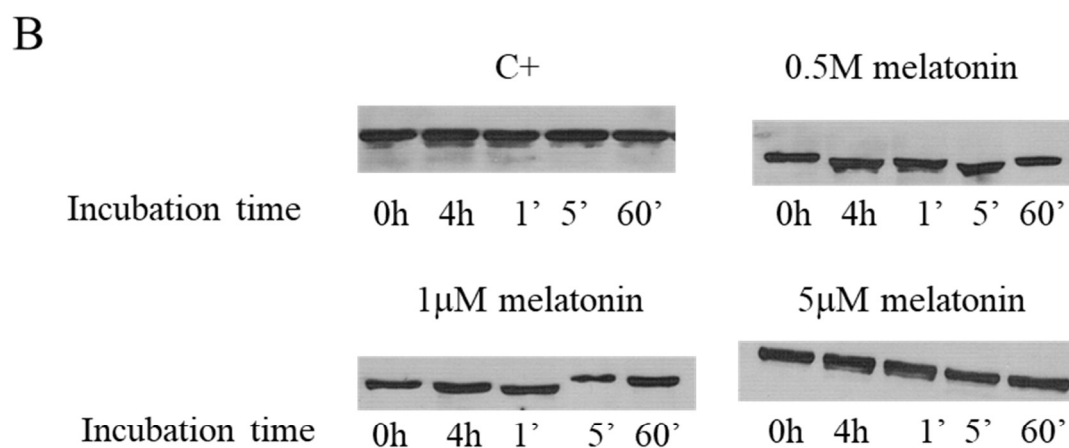 B
C+
0.5M melatonin
Incubation time 0h 4h 1’ 5’ 60’ 0h 4h 1’ 5’ 60’
1μM melatonin
5μM melatonin
Incubation time 0h 4h 1’ 5’ 60’ 0h 4h 1’ 5’ 60’